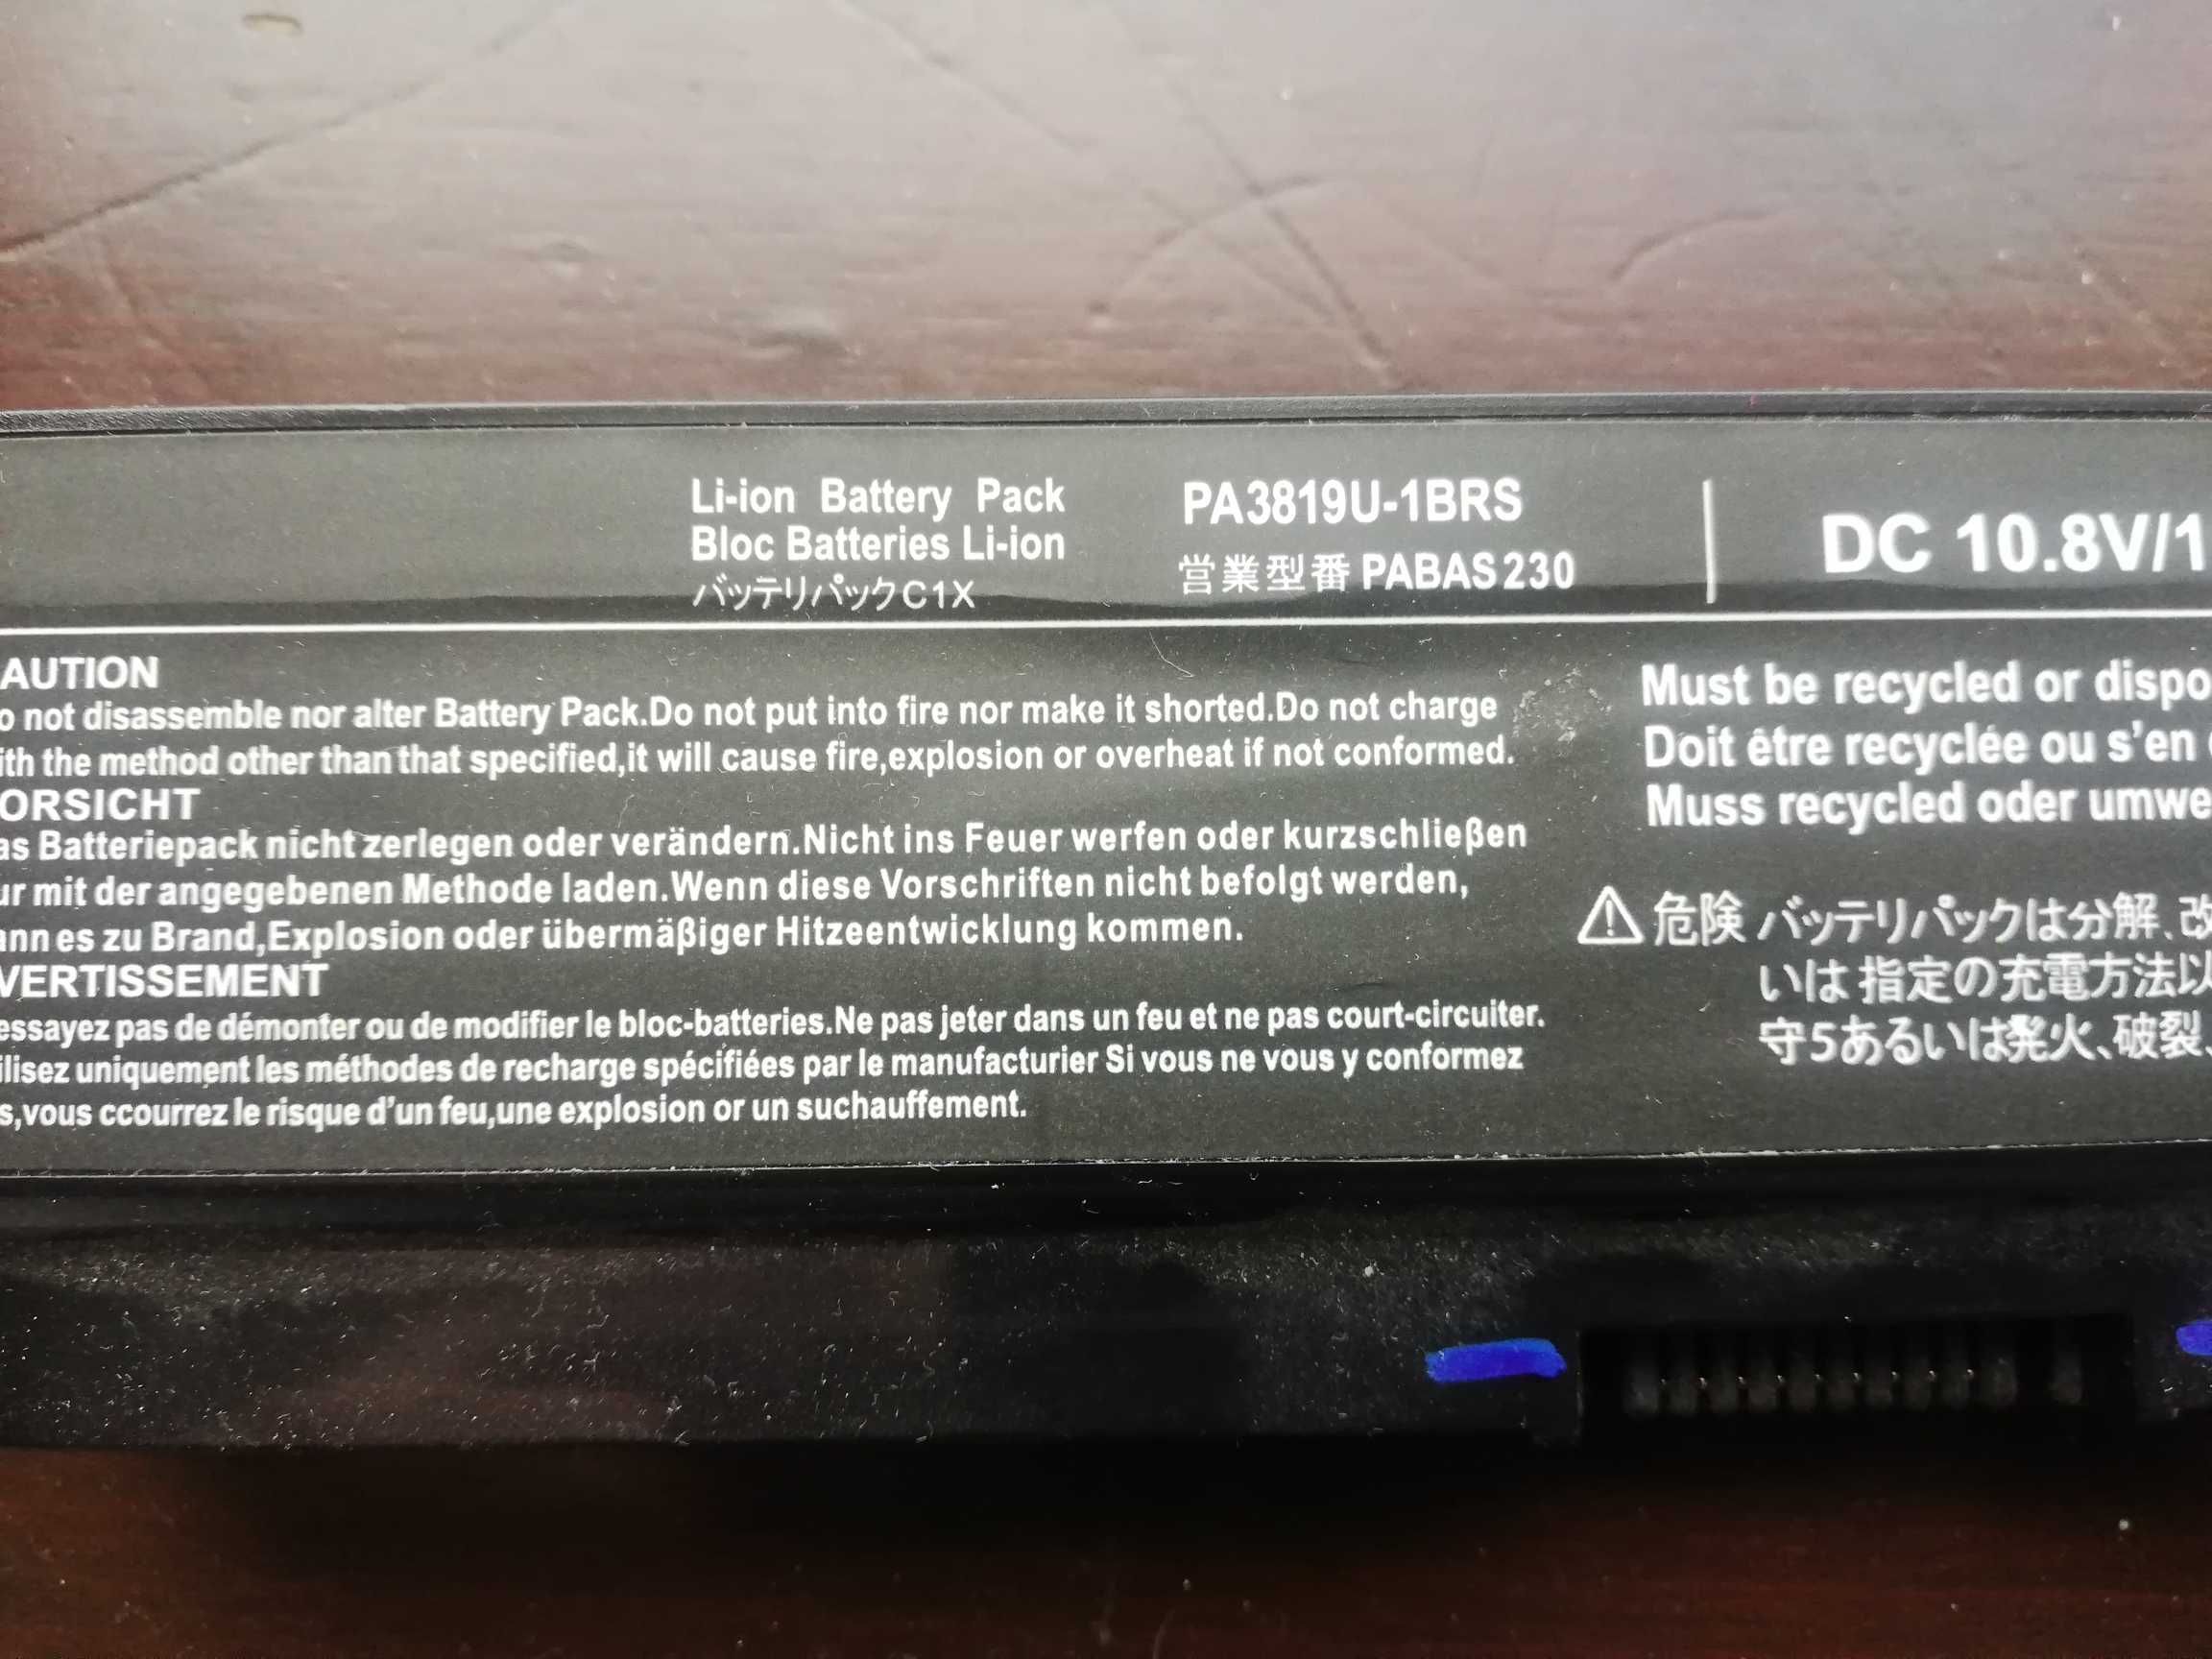 Li-ion Battery Pack
Bloc Batteries Li-ion
バッテリパックC1X
PA3819U-1BRS
営業型番 PABAS230
DC 10.8V/1
AUTION
o not disassemble nor alter Battery Pack.Do not put into fire nor make it shorted.Do not charge
ith the method other than that specified,it will cause fire,explosion or overheat if not conformed.
ORSICHT
as Batteriepack nicht zerlegen oder verändern.Nicht ins Feuer werfen oder kurzschließen
ur mit der angegebenen Methode laden.Wenn diese Vorschriften nicht befolgt werden,
ann es zu Brand,Explosion oder übermäßiger Hitzeentwicklung kommen.
VERTISSEMENT
essayez pas de démonter ou de modifier le bloc-batteries.Ne pas jeter dans un feu et ne pas court-circuiter.
ilisez uniquement les méthodes de recharge spécifiées par le manufacturier Si vous ne vous y conformez
s,vous ccourrez le risque d'un feu,une explosion or un suchauffement.
Must be recycled or dispo
Doit être recyclée ou s'en
Muss recycled oder umwe
危険 バッテリパックは分解、改
いは 指定の充電方法以
守5あるいは発火、破裂、